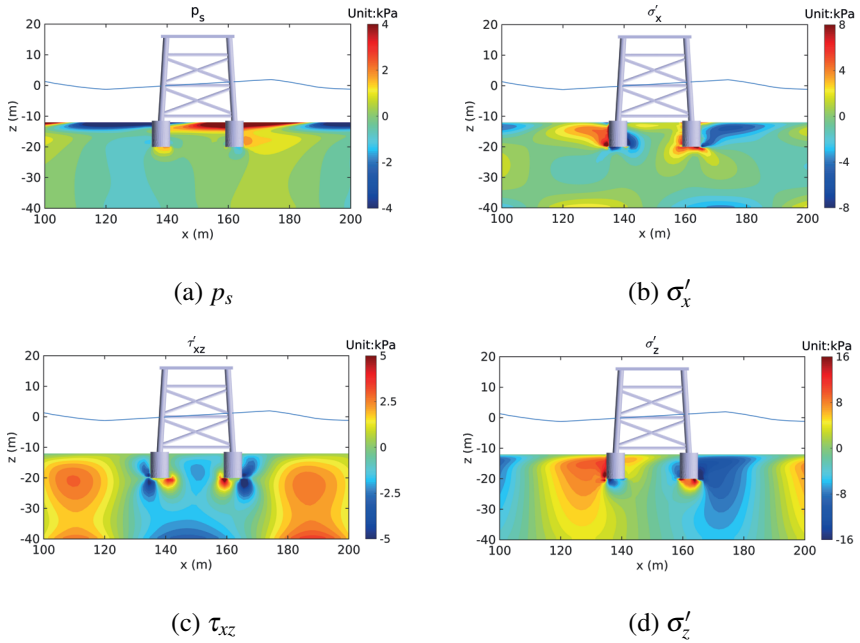 p_s
Unit:kPa
20
10
0
-10
-20
-30
-40
z (m)
100 120 140 160 180 200
x (m)
4
2
0
-2
-4
(a) p_s
σ′_x
Unit:kPa
20
10
0
-10
-20
-30
-40
z (m)
100 120 140 160 180 200
x (m)
8
4
0
-4
-8
(b) σ′_x
τ′_xz
Unit:kPa
20
10
0
-10
-20
-30
-40
z (m)
100 120 140 160 180 200
x (m)
5
2.5
0
-2.5
-5
(c) τ_xz
σ′_z
Unit:kPa
20
10
0
-10
-20
-30
-40
z (m)
100 120 140 160 180 200
x (m)
16
8
0
-8
-16
(d) σ′_z